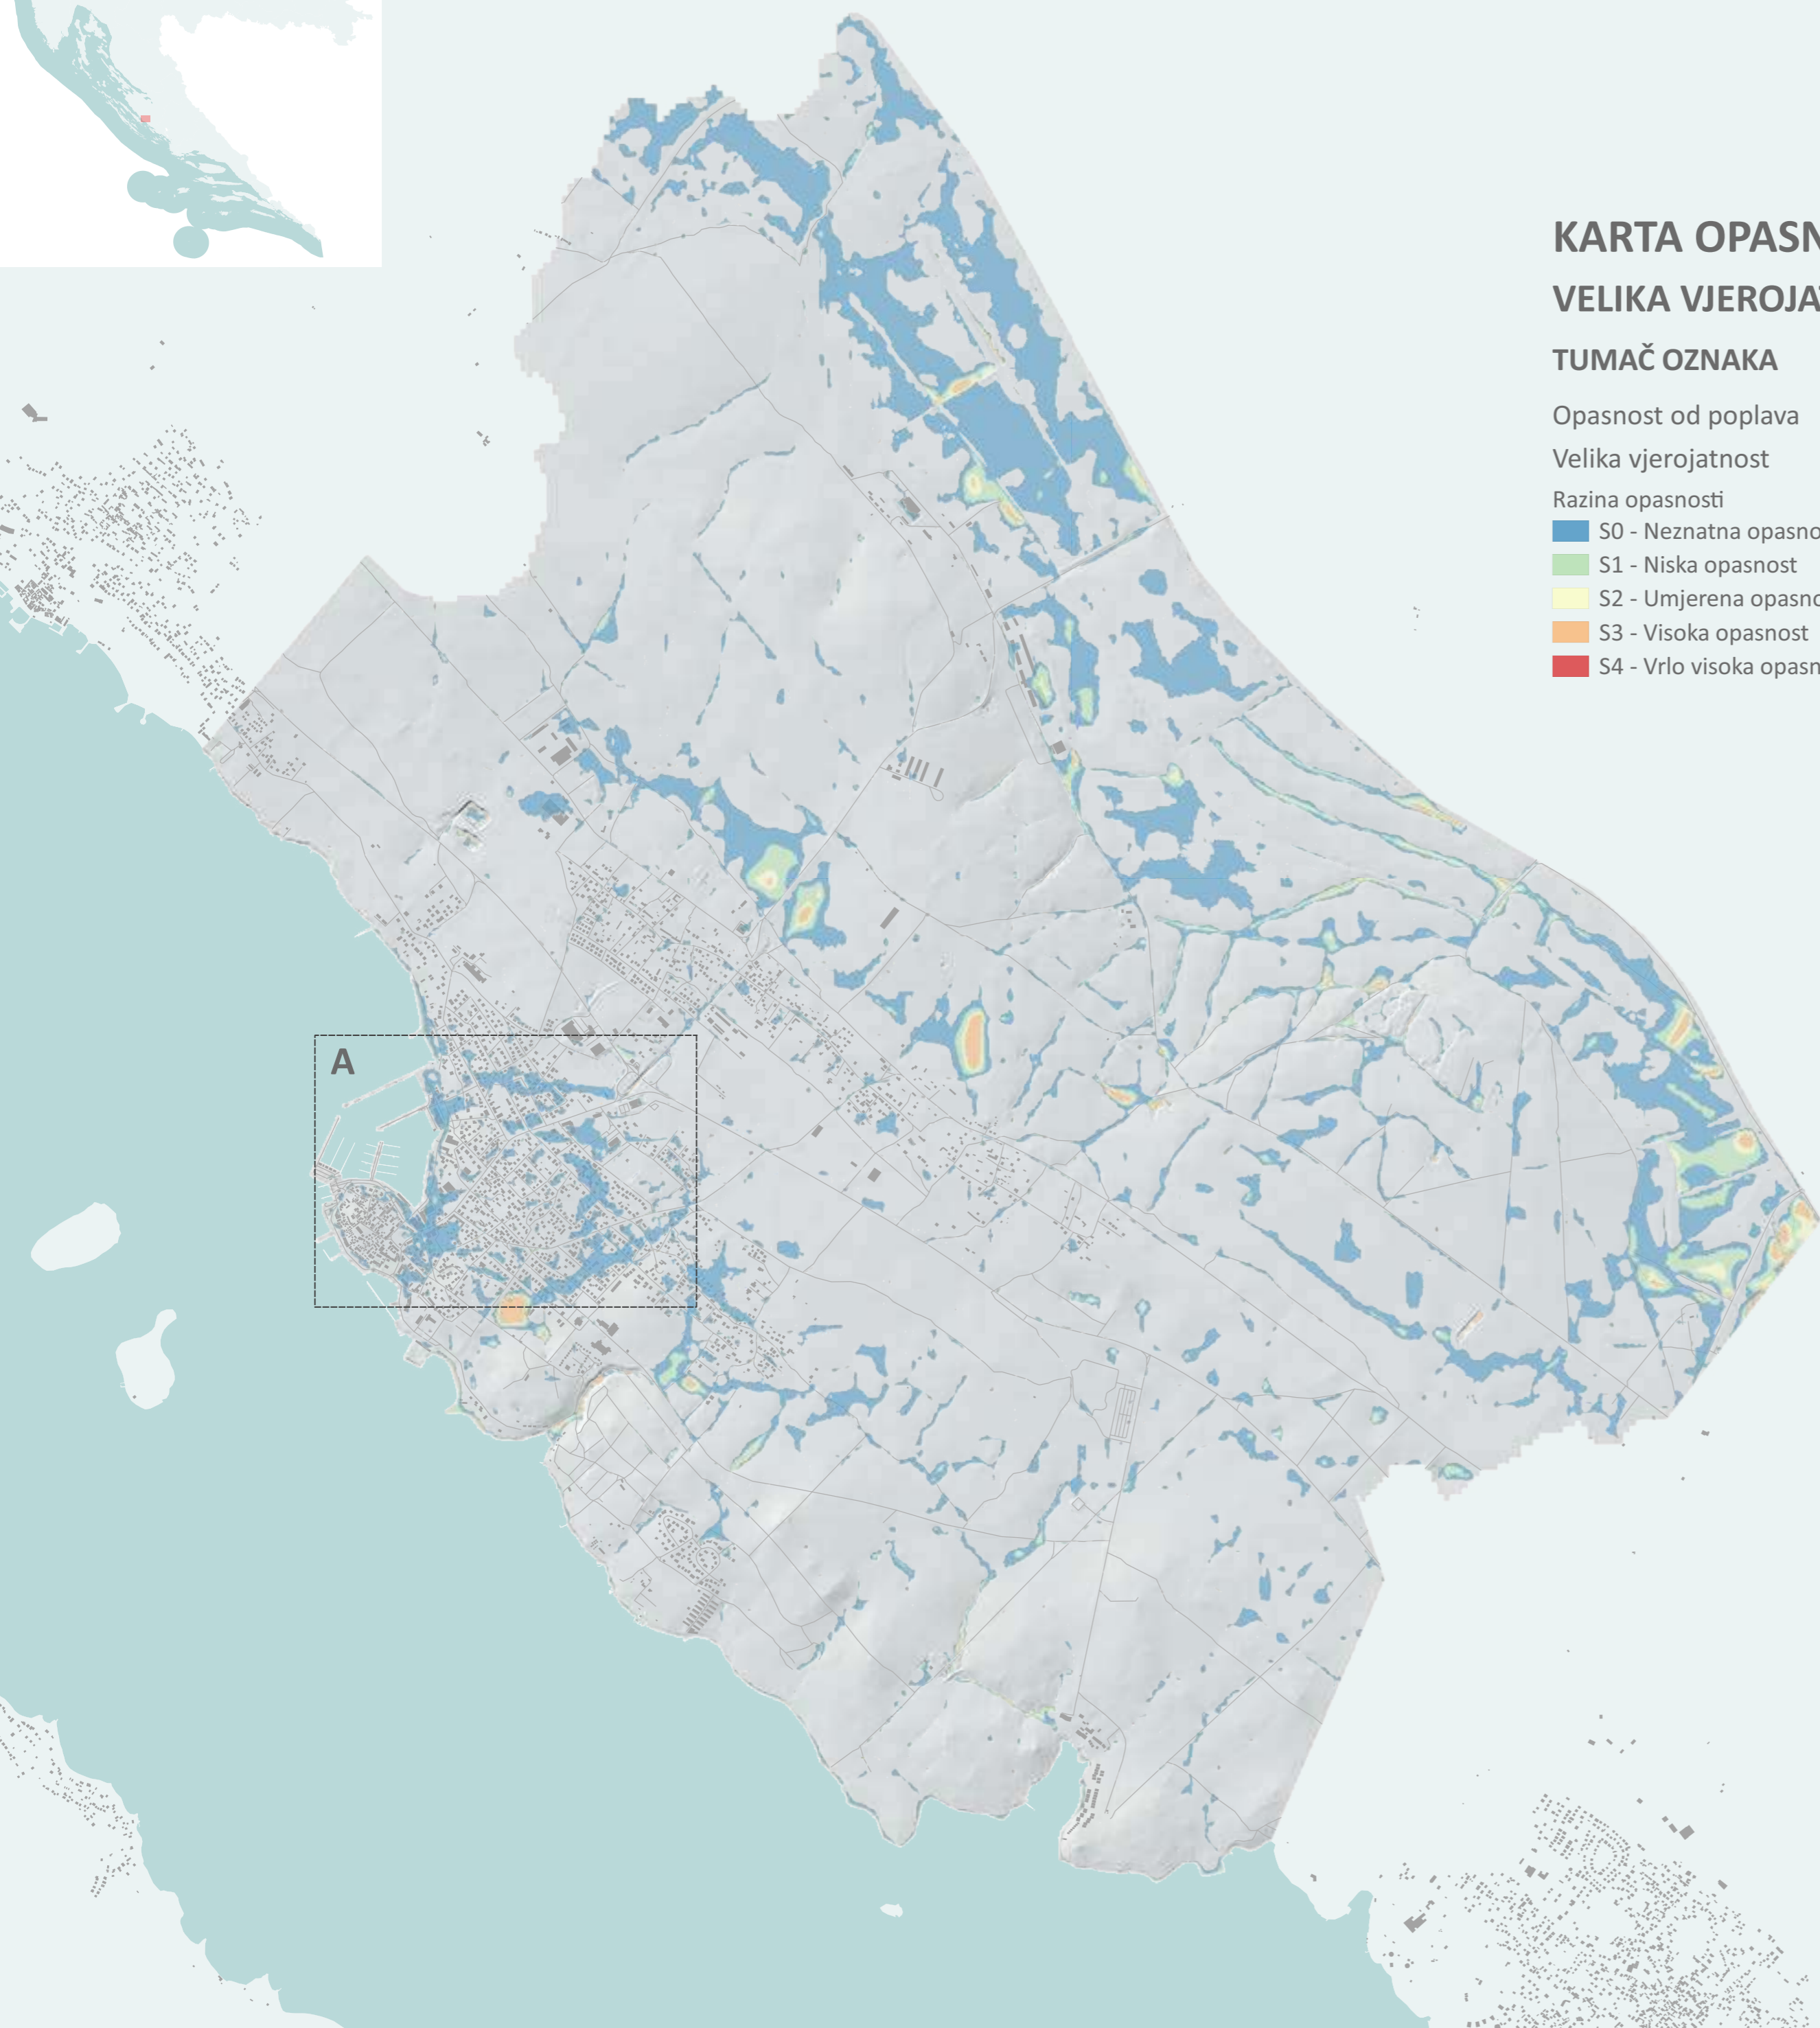 KARTA OPASN
VELIKA VJEROJAT
TUMAČ OZNAKA
Opasnost od poplava
Velika vjerojatnost
Razina opasnosti
S0 - Neznatna opasno
S1 - Niska opasnost
S2 - Umjerena opasno
S3 - Visoka opasnost
S4 - Vrlo visoka opasn
A